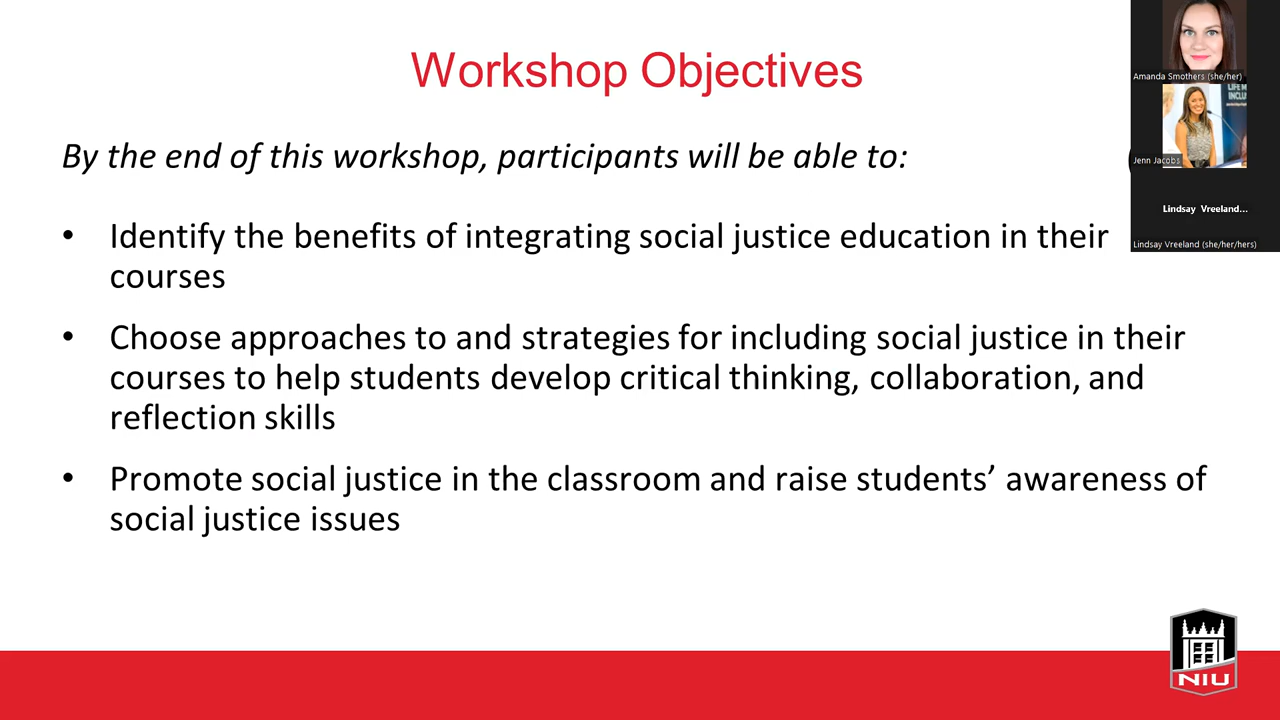 Workshop Objectives
By the end of this workshop, participants will be able to:
• Identify the benefits of integrating social justice education in their
courses
• Choose approaches to and strategies for including social justice in their
courses to help students develop critical thinking, collaboration, and
reflection skills
• Promote social justice in the classroom and raise students’ awareness of
social justice issues
Amanda Smothers (she/her)
LIFE M
INCLU
Jenn Jacobs
Lindsay Vreeland...
Lindsay Vreeland (she/her/hers)
NIU